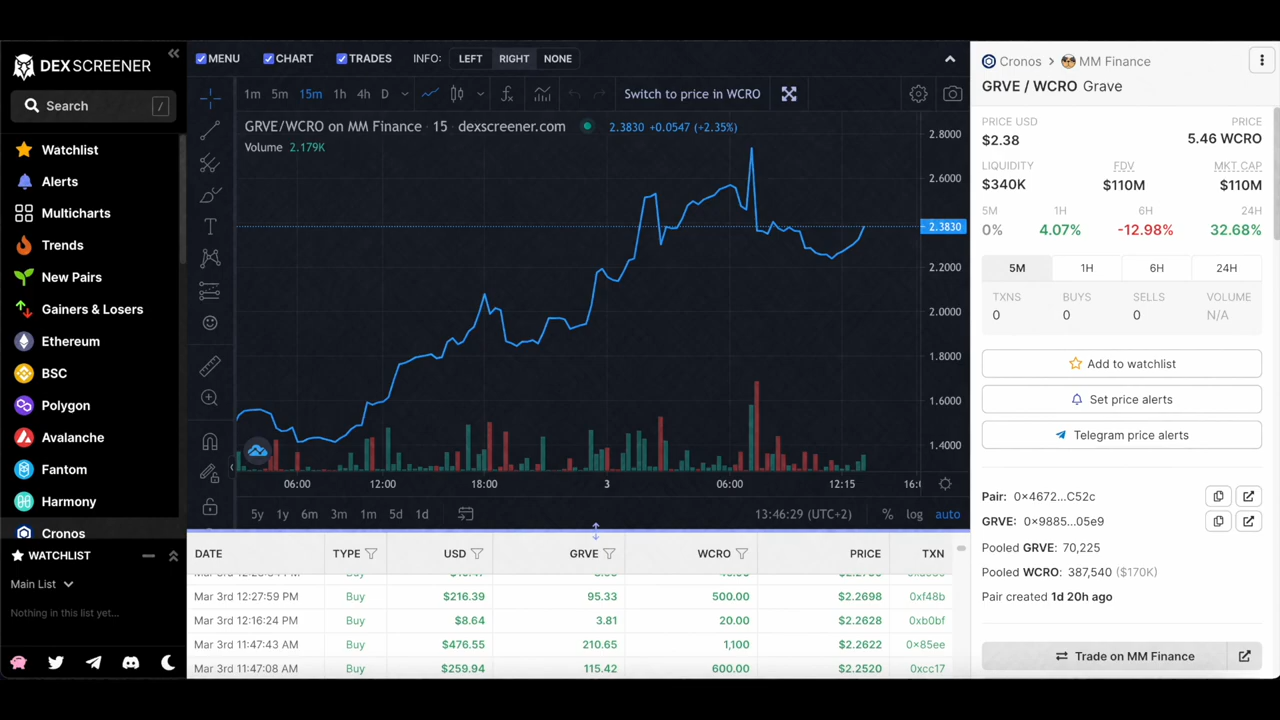 DEX SCREENER
Search /
Watchlist
Alerts
Multicharts
Trends
New Pairs
Gainers & Losers
Ethereum
BSC
Polygon
Avalanche
Fantom
Harmony
Cronos
WATCHLIST
Main List
Nothing in this list yet...
MENU CHART TRADES INFO: LEFT RIGHT NONE
1m 5m 15m 1h 4h D Switch to price in WCRO
GRVE/WCRO on MM Finance · 15 · dexscreener.com 2.3830 +0.0547 (+2.35%)
Volume 2.179K
2.8000
2.6000
2.3830
2.2000
2.0000
1.8000
1.6000
1.4000
06:00 12:00 18:00 3 06:00 12:15 16:0
5y 1y 6m 3m 1m 5d 1d 13:46:29 (UTC+2) % log auto
DATE TYPE USD GRVE WCRO PRICE TXN
Mar 3rd 12:27:59 PM Buy $216.39 95.33 500.00 $2.2698 0xf48b
Mar 3rd 12:16:24 PM Buy $8.64 3.81 20.00 $2.2628 0xb0bf
Mar 3rd 11:47:43 AM Buy $476.55 210.65 1,100 $2.2628 0x85ee
Mar 3rd 11:47:08 AM Buy $259.94 115.42 600.00 $2.2520 0xcc17
Cronos > MM Finance
GRVE / WCRO Grave
PRICE USD PRICE
$2.38 5.46 WCRO
LIQUIDITY FDV MKT CAP
$340K $110M $110M
5M 1H 6H 24H
0% 4.07% -12.98% 32.68%
5M 1H 6H 24H
TXNS BUYS SELLS VOLUME
0 0 0 N/A
Add to watchlist
Set price alerts
Telegram price alerts
Pair: 0×4672...C52c
GRVE: 0×9885...05e9
Pooled GRVE: 70,225
Pooled WCRO: 387,540 ($170K)
Pair created 1d 20h ago
Trade on MM Finance